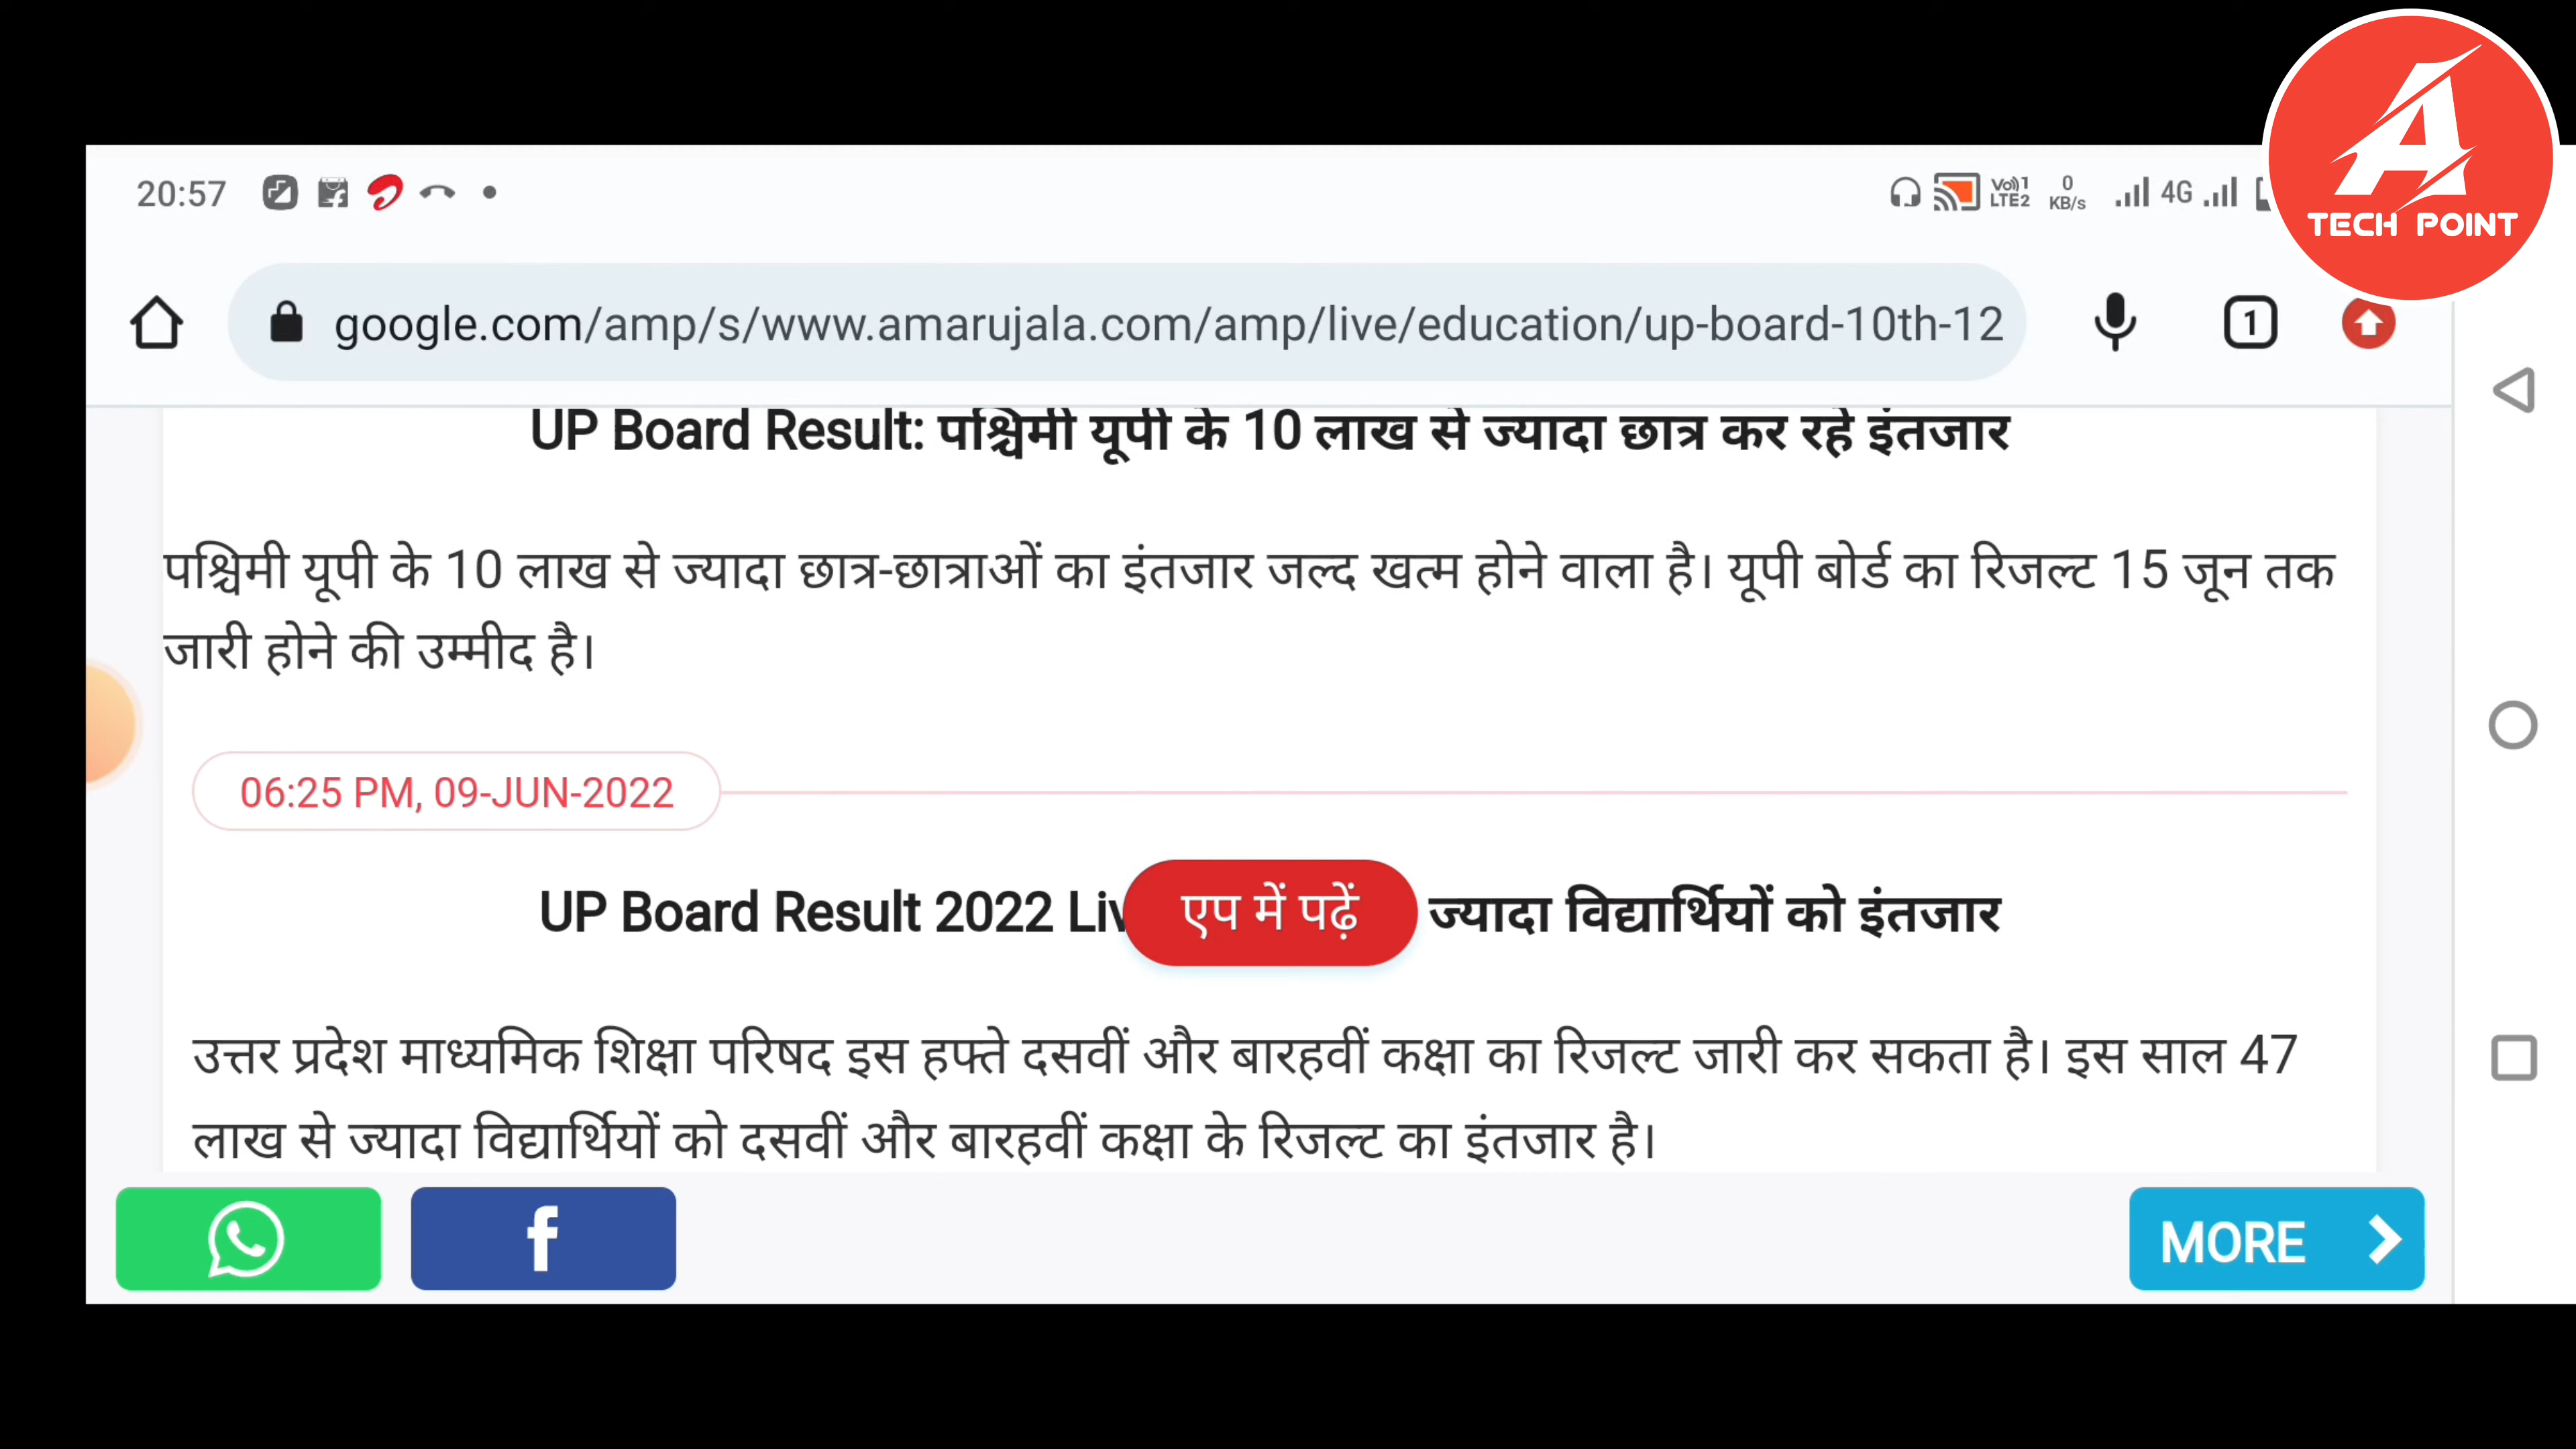 20:57
Vo)) 1
LTE2
0
KB/s
4G
TECH POINT
google.com/amp/s/www.amarujala.com/amp/live/education/up-board-10th-12
1
UP Board Result: पश्चिमी यूपी के 10 लाख से ज्यादा छात्र कर रहे इंतजार
पश्चिमी यूपी के 10 लाख से ज्यादा छात्र-छात्राओं का इंतजार जल्द खत्म होने वाला है। यूपी बोर्ड का रिजल्ट 15 जून तक
जारी होने की उम्मीद है।
06:25 PM, 09-JUN-2022
UP Board Result 2022 Liv एप में पढ़ें ज्यादा विद्यार्थियों को इंतजार
उत्तर प्रदेश माध्यमिक शिक्षा परिषद इस हफ्ते दसवीं और बारहवीं कक्षा का रिजल्ट जारी कर सकता है। इस साल 47
लाख से ज्यादा विद्यार्थियों को दसवीं और बारहवीं कक्षा के रिजल्ट का इंतजार है।
MORE